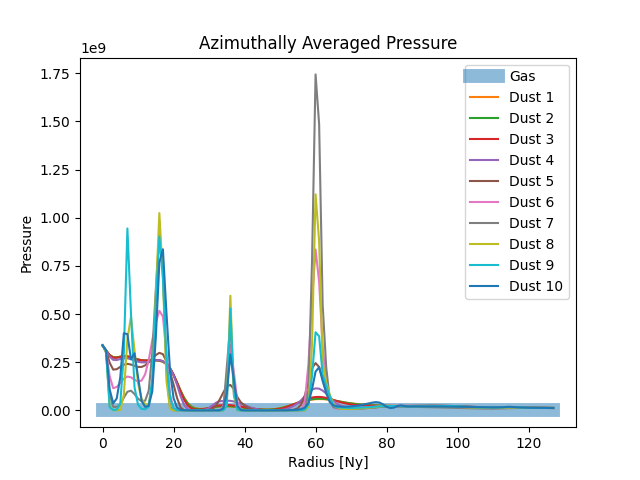 Azimuthally Averaged Pressure
1e9
1.75
1.50
1.25
1.00
0.75
0.50
0.25
0.00
Pressure
Gas
Dust 1
Dust 2
Dust 3
Dust 4
Dust 5
Dust 6
Dust 7
Dust 8
Dust 9
Dust 10
0 20 40 60 80 100 120
Radius [Ny]